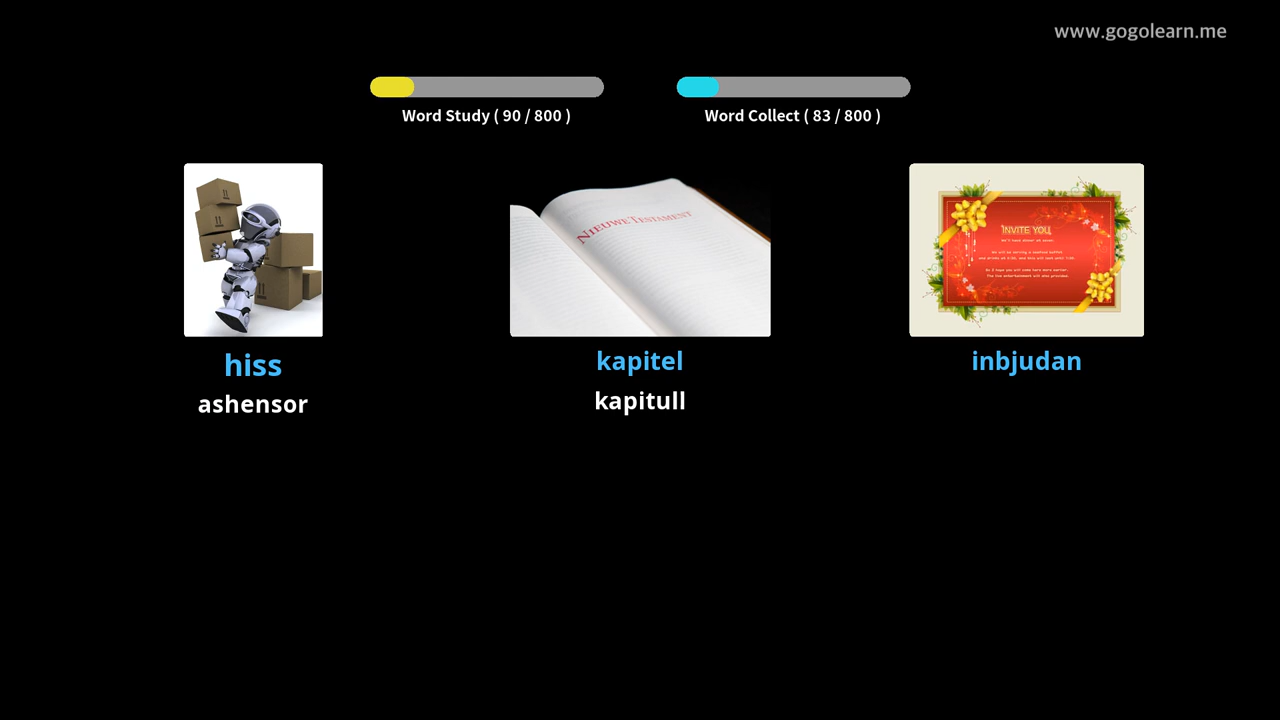 www.gogolearn.me
Word Study ( 90 / 800 )
Word Collect ( 83 / 800 )
NIEUWE TESTAMENT
INVITE YOU
hiss
kapitel
inbjudan
ashensor
kapitull